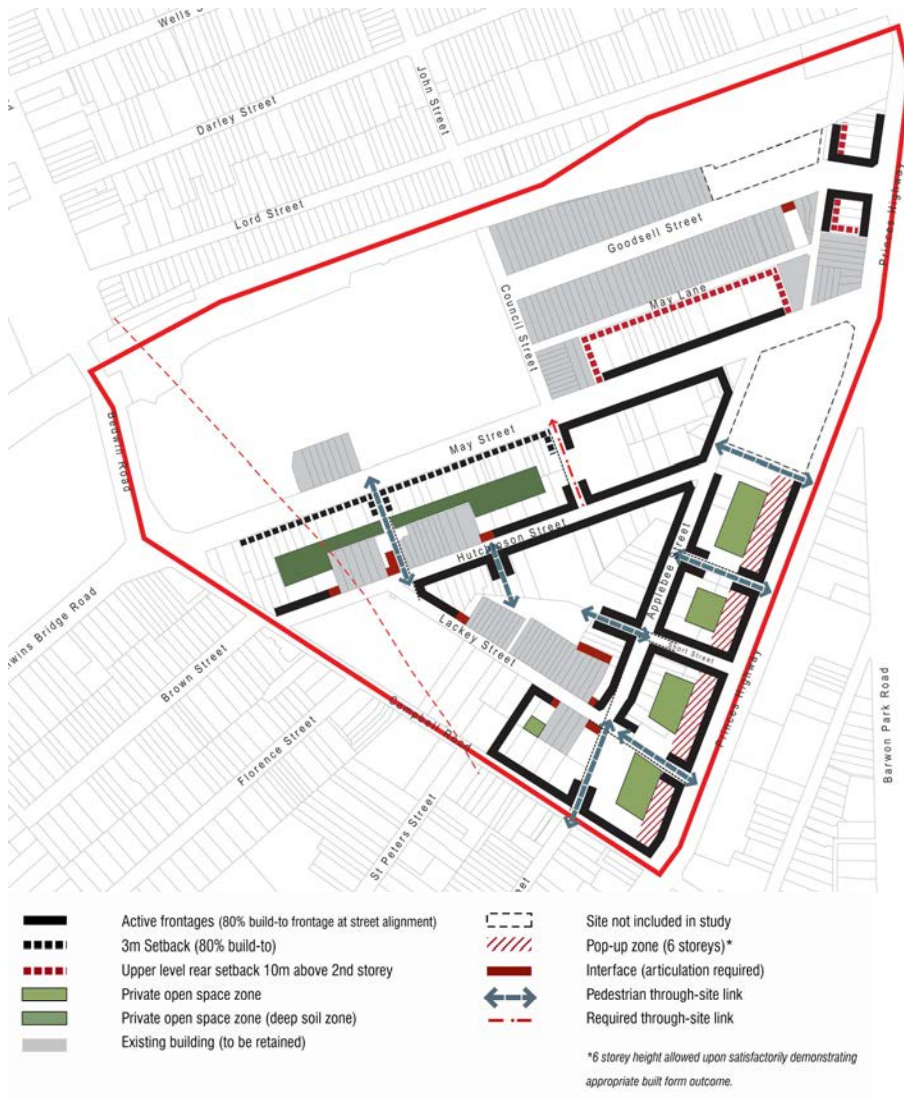 Wells
Darley Street
John Street
Lord Street
Princes Highway
Goodsell Street
May Lane
Council Street
May Street
Bedwin Road
Hutchinson Street
Applebee Street
Lackey Street
Short Street
wins Bridge Road
Brown Street
Campbell Road
Princes Highway
Barwon Park Road
Florence Street
St Peters Street
Active frontages (80% build-to frontage at street alignment)
3m Setback (80% build-to)
Upper level rear setback 10m above 2nd storey
Private open space zone
Private open space zone (deep soil zone)
Existing building (to be retained)
Site not included in study
Pop-up zone (6 storeys)*
Interface (articulation required)
Pedestrian through-site link
Required through-site link
*6 storey height allowed upon satisfactorily demonstrating
appropriate built form outcome.